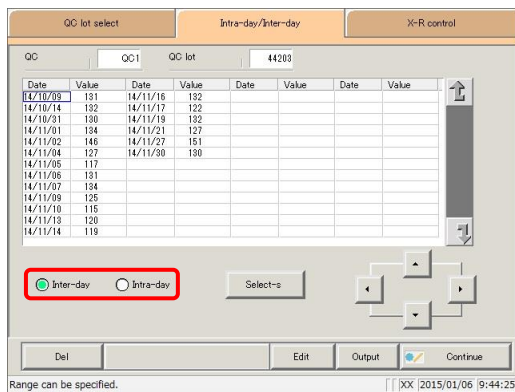 QC lot select Intra-day/Inter-day X-R control
QC QC1 QC lot 44203
Date Value Date Value Date Value Date Value
14/10/09 131 14/11/16 132
14/10/14 132 14/11/17 122
14/10/31 130 14/11/19 132
14/11/01 134 14/11/21 127
14/11/02 146 14/11/27 151
14/11/04 127 14/11/30 130
14/11/05 117
14/11/06 131
14/11/07 134
14/11/09 125
14/11/10 115
14/11/13 120
14/11/14 119
Inter-day Intra-day Select-s
Del Edit Output Continue
Range can be specified. XX 2015/01/06 9:44:25